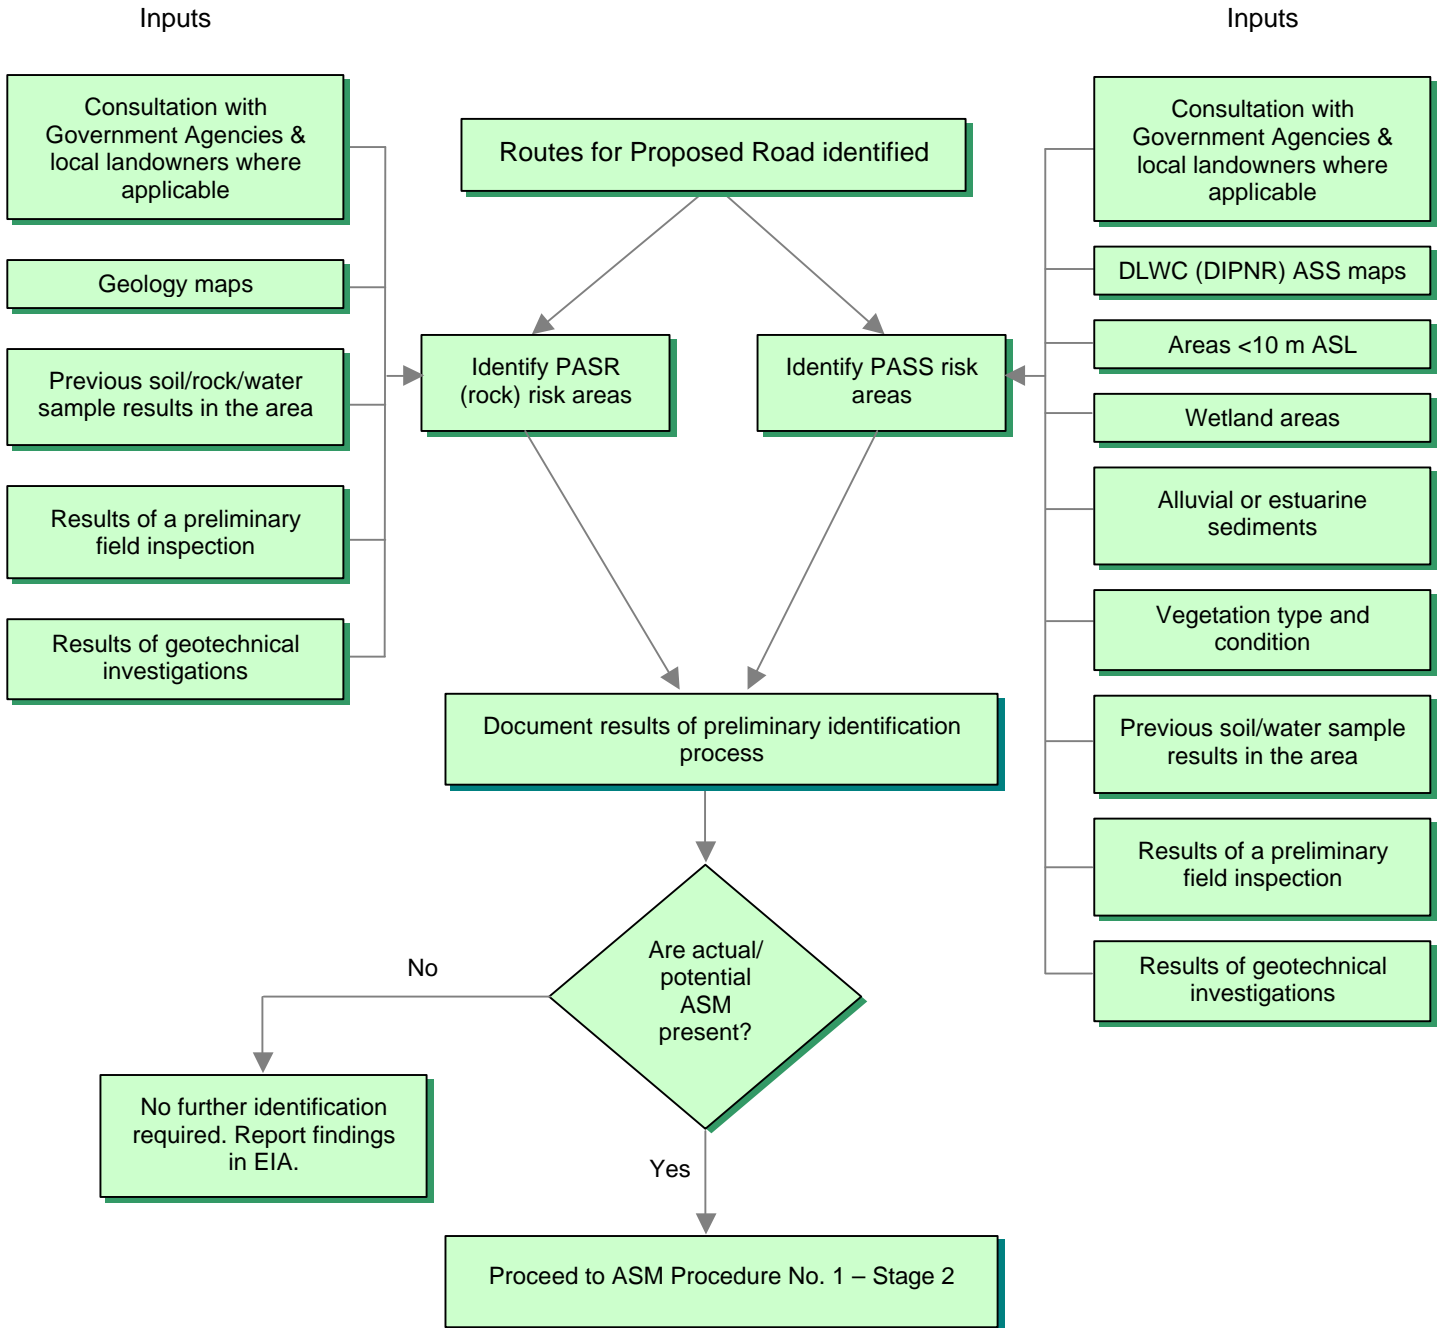 Inputs
Inputs
Consultation with
Government Agencies &
local landowners where
applicable
Geology maps
Previous soil/rock/water
sample results in the area
Results of a preliminary
field inspection
Results of geotechnical
investigations
Routes for Proposed Road identified
Identify PASR
(rock) risk areas
Identify PASS risk
areas
Consultation with
Government Agencies &
local landowners where
applicable
DLWC (DIPNR) ASS maps
Areas <10 m ASL
Wetland areas
Alluvial or estuarine
sediments
Vegetation type and
condition
Previous soil/water sample
results in the area
Results of a preliminary
field inspection
Results of geotechnical
investigations
Document results of preliminary identification
process
Are actual/
potential
ASM
present?
No
No further identification
required. Report findings
in EIA.
Yes
Proceed to ASM Procedure No. 1 – Stage 2